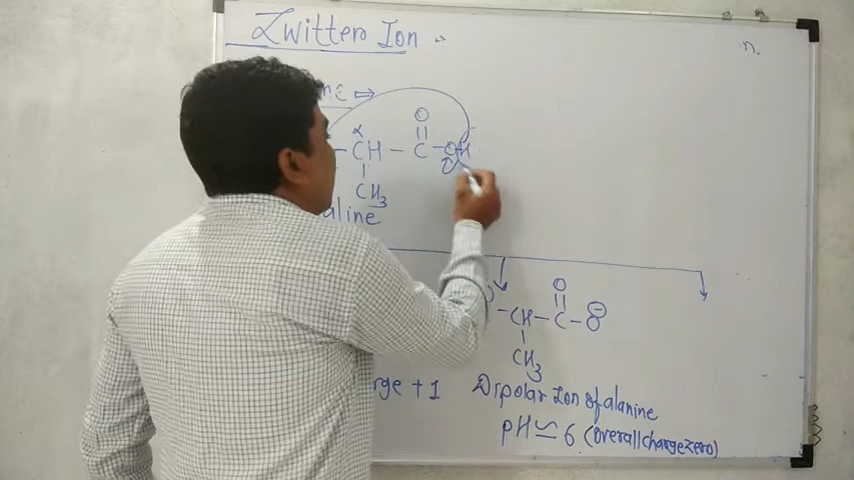 Zwitter Ion :-
α O
CH - C - OH
CH3
aline
O
CH - C - O⊖
CH3
rge +1 Dipolar Ion of alanine
pH ≃ 6 (overall charge zero)